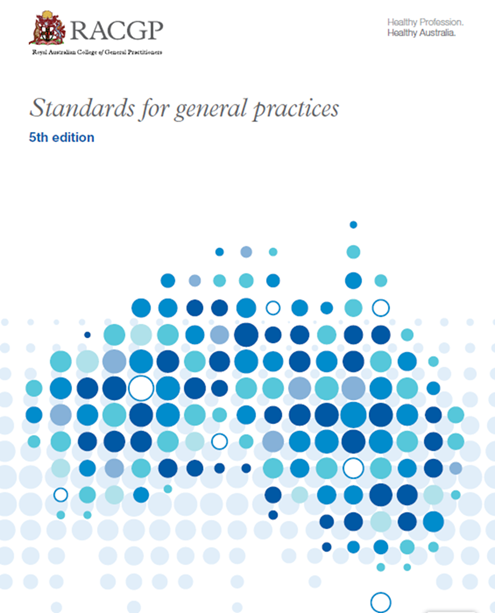 RACGP
Royal Australian College of General Practitioners
Healthy Profession.
Healthy Australia.
Standards for general practices
5th edition